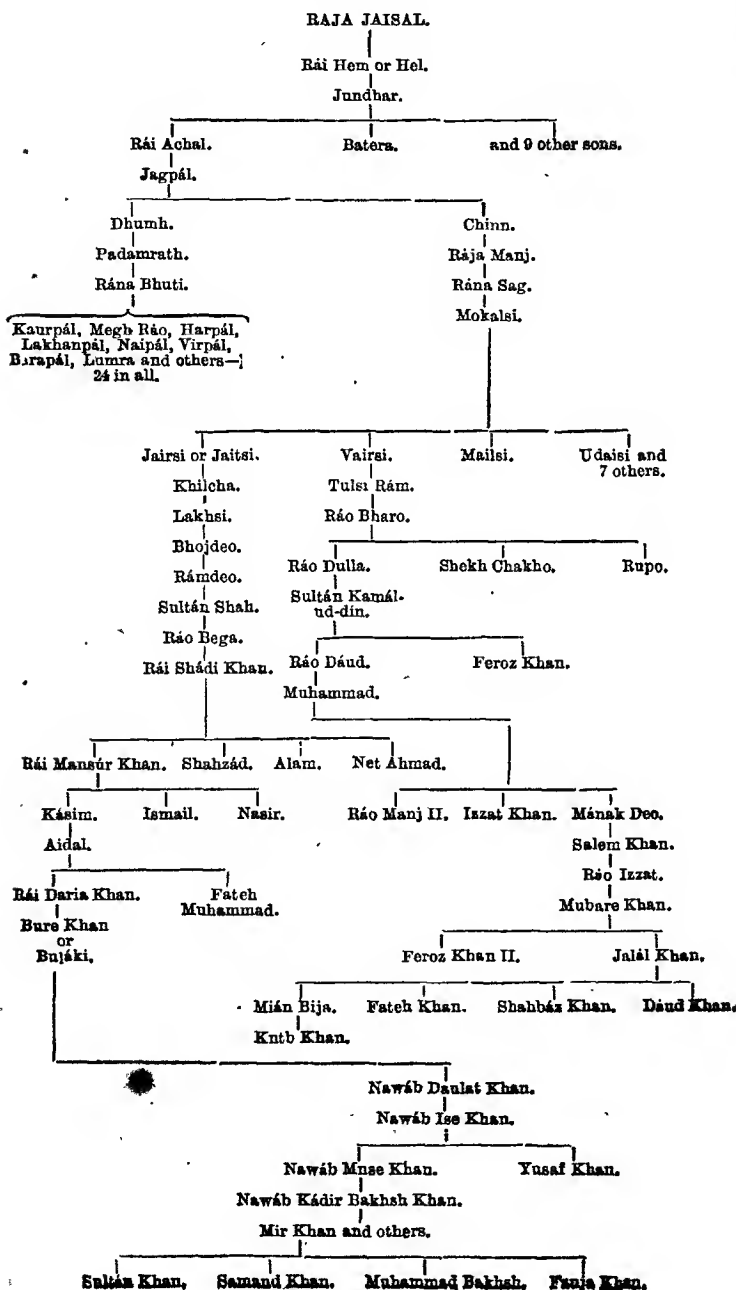 RAJA JAISAL.
Rái Hem or Hel.
Jundhar.
Rái Achal. Batera. and 9 other sons.
Jagpál.
Dhumh. Chinn.
Padamrath. Rája Manj.
Rána Bhuti. Rána Sag.
Mokalsi.
Kaurpál, Megh Ráo, Harpál,
Lakhanpál, Naipál, Virpál,
Birapál, Lumra and others—
24 in all.
Jairsi or Jaitsi. Vairsi. Mailsi. Udaisi and
7 others.
Khilcha. Tulsi Rám.
Lakhsi. Ráo Bharo.
Bhojdeo.
Ráo Dulla. Shekh Chakho. Rupo.
Rámdeo.
Sultán Kamál-
ud-dín.
Sultán Shah.
Ráo Bega.
Rái Shádi Khan. Ráo Dáud. Feroz Khan.
Muhammad.
Rái Mansúr Khan. Shahzád. Alam. Net Ahmad.
Kásim. Ismail. Nasir. Ráo Manj II. Izzat Khan. Mának Deo.
Aidal. Salem Khan.
Ráo Izzat.
Rái Daria Khan. Fateh
Muhammad.
Mubare Khan.
Bure Khan
or
Buláki.
Feroz Khan II. Jalál Khan.
Mián Bija. Fateh Khan. Shahbáz Khan. Dáud Khan.
Kntb Khan.
Nawáb Daulat Khan.
Nawáb Ise Khan.
Nawáb Mnse Khan. Yusaf Khan.
Nawáb Kádir Bakhsh Khan.
Mir Khan and others.
Sultán Khan. Samand Khan. Muhammad Bakhsh. Fauja Khan.